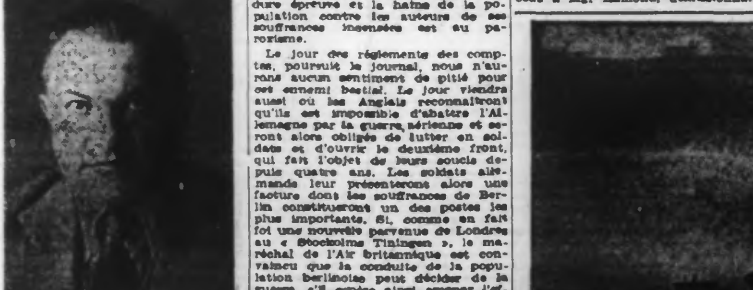 dure épreuve et la haine de la po-
pulation contre les auteurs de ses
souffrances insensées est au pa-
roxisme.
Le jour des règlements des comp-
tes, poursuit le journal, nous n'au-
rons aucun sentiment de pitié pour
cet ennemi bestial. Le jour viendra
aussi où les Anglais reconnaîtront
qu'ils est impossible d'abattre l'Al-
lemagne par la guerre aérienne et se-
ront alors obligés de lutter en sol-
dats et d'ouvrir le deuxième front,
qui fait l'objet de leurs soucis de-
puis quatre ans. Les soldats alle-
mands leur présenterons alors une
facture dont les souffrances de Ber-
lin constitueront un des postes les
plus importants. Si, comme en fait
foi une nouvelle parvenue de Londres
au « Stockolms Tiningen », le ma-
réchal de l'Air britannique est con-
vaincu que la conduite de la popu-
lation berlinoise peut décider de la